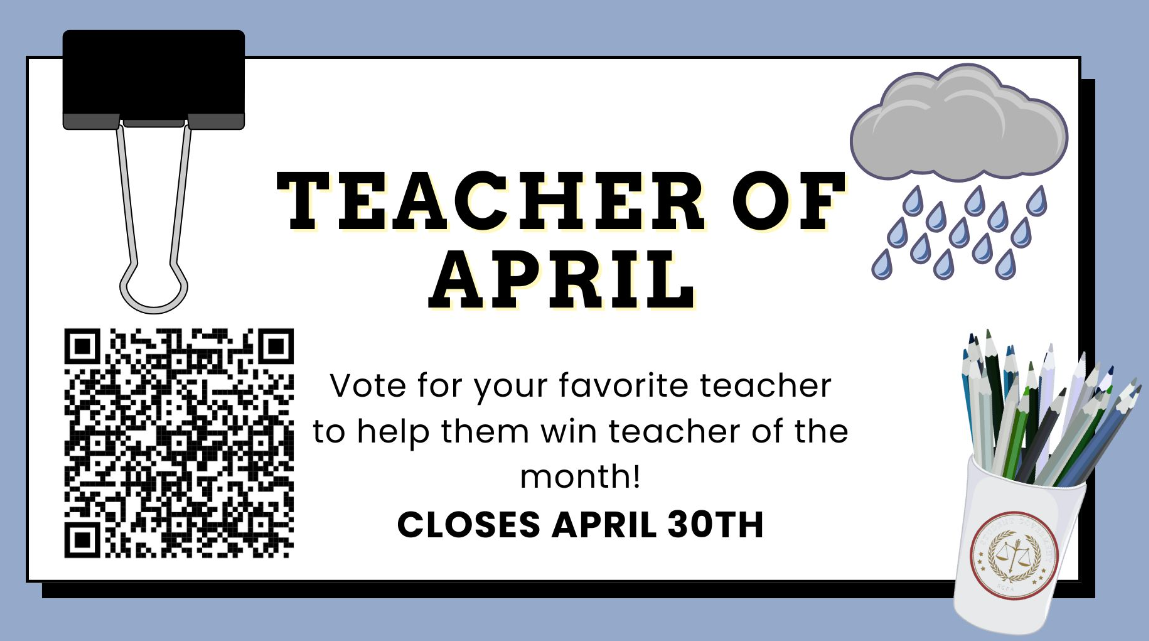 TEACHER OF
APRIL
Vote for your favorite teacher
to help them win teacher of the
month!
CLOSES APRIL 30TH